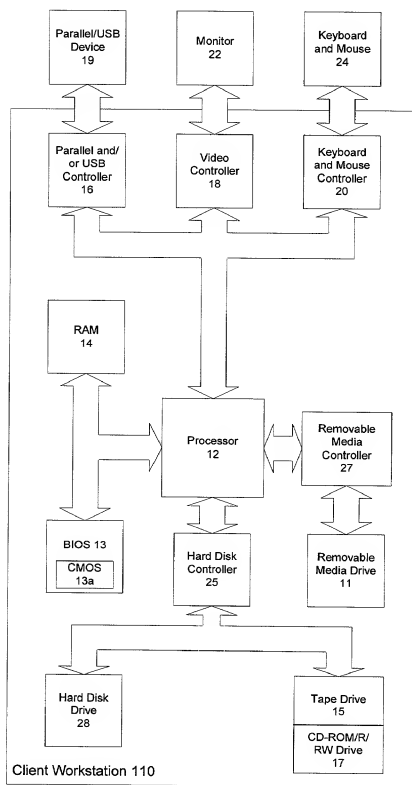 Parallel/USB
Device
19
Monitor
22
Keyboard
and Mouse
24
Parallel and/
or USB
Controller
16
Video
Controller
18
Keyboard
and Mouse
Controller
20
RAM
14
Processor
12
Removable
Media
Controller
27
BIOS 13
CMOS
13a
Hard Disk
Controller
25
Removable
Media Drive
11
Hard Disk
Drive
28
Tape Drive
15
CD-ROM/R/
RW Drive
17
Client Workstation 110